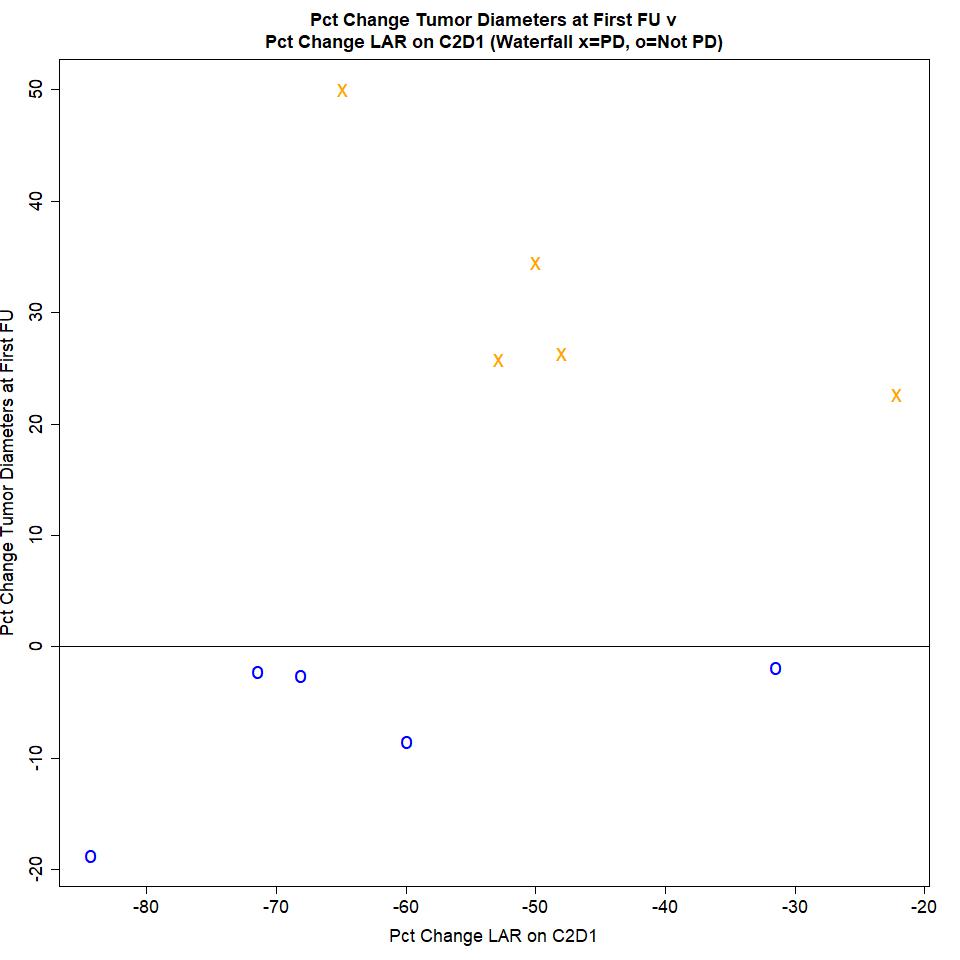 Pct Change Tumor Diameters at First FU v
Pct Change LAR on C2D1 (Waterfall x=PD, o=Not PD)
Pct Change Tumor Diameters at First FU
50
40
30
20
10
0
-10
-20
X
X
X
X
X
O
O
O
O
O
-80 -70 -60 -50 -40 -30 -20
Pct Change LAR on C2D1